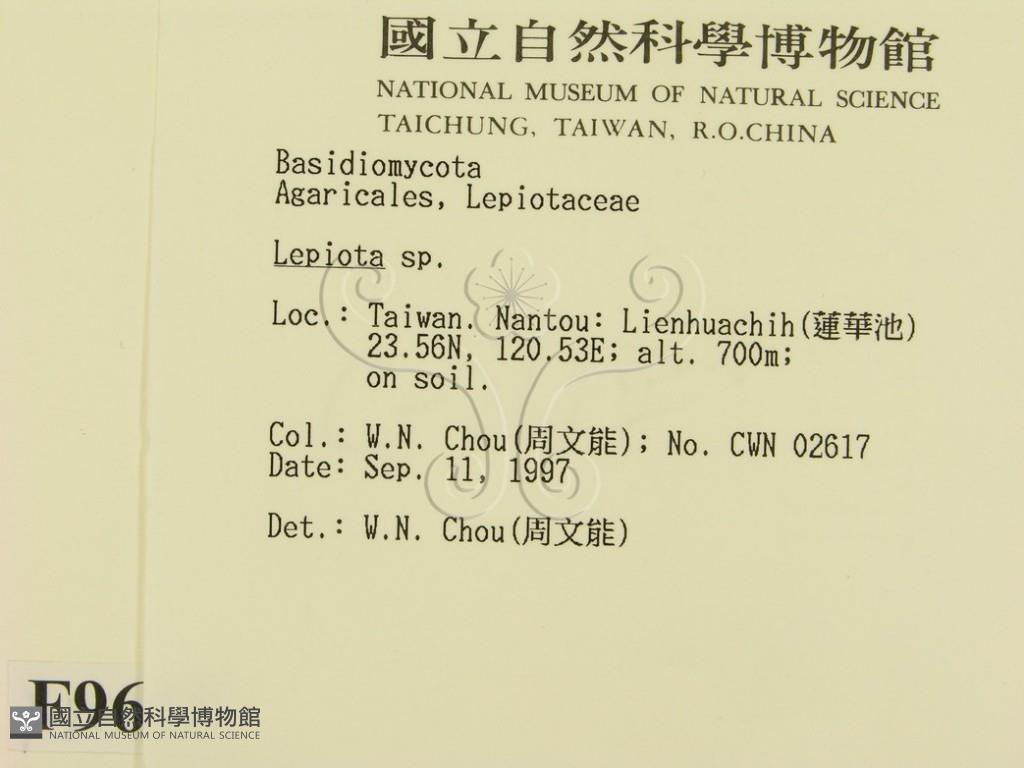 國立自然科學博物館
NATIONAL MUSEUM OF NATURAL SCIENCE
TAICHUNG, TAIWAN, R.O.CHINA
Basidiomycota
Agaricales, Lepiotaceae
Lepiota sp.
Loc.: Taiwan. Nantou: Lienhuachih(蓮華池)
23.56N, 120.53E; alt. 700m;
on soil.
Col.: W.N. Chou(周文能); No. CWN 02617
Date: Sep. 11, 1997
Det.: W.N. Chou(周文能)
F96
國立自然科學博物館
NATIONAL MUSEUM OF NATURAL SCIENCE